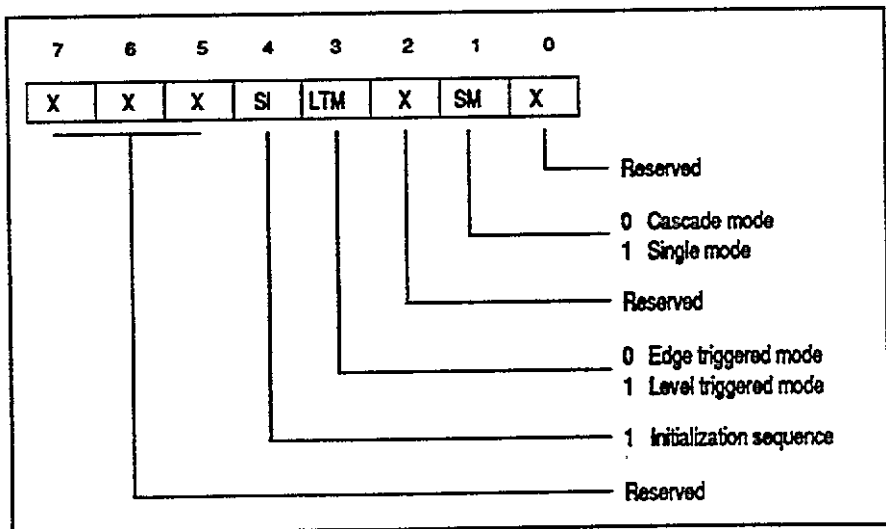 7 6 5 4 3 2 1 0
X X X SI LTM X SM X
Reserved
0 Cascade mode
1 Single mode
Reserved
0 Edge triggered mode
1 Level triggered mode
1 Initialization sequence
Reserved